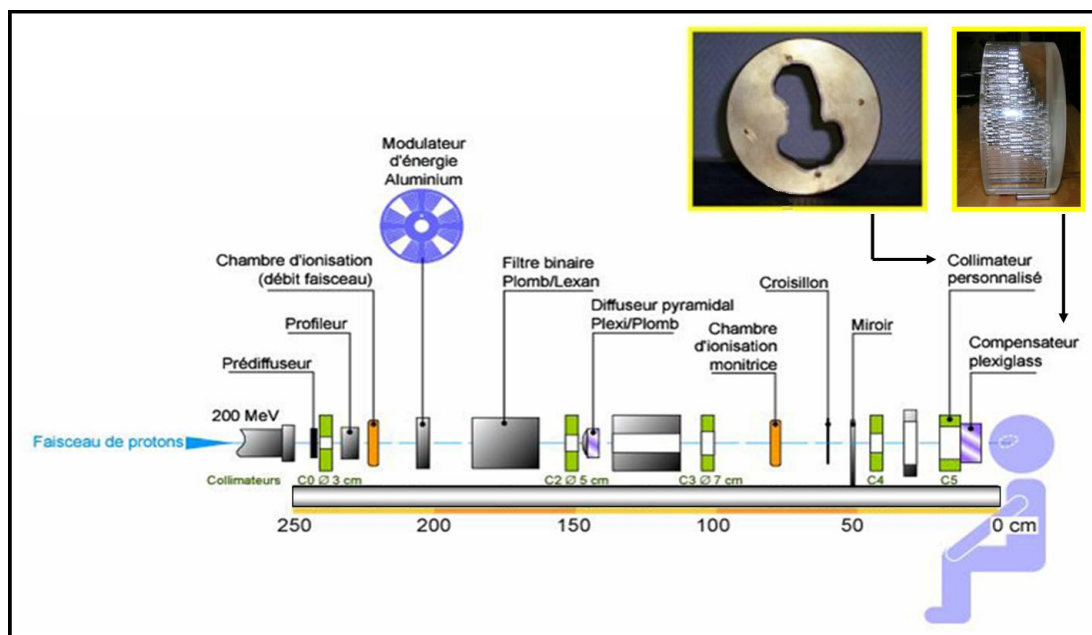 Modulateur
d'énergie
Aluminium
Chambre d'ionisation
(débit faisceau)
Filtre binaire
Plomb/Lexan
Croisillon
Collimateur
personnalisé
Profileur
Diffuseur pyramidal
Plexi/Plomb
Chambre
d'ionisation
monitrice
Miroir
Compensateur
plexiglass
Prédiffuseur
200 MeV
Faisceau de protons
Collimateurs
C0 Ø 3 cm
C2 Ø 5 cm
C3 Ø 7 cm
C4
C5
250
200
150
100
50
0 cm